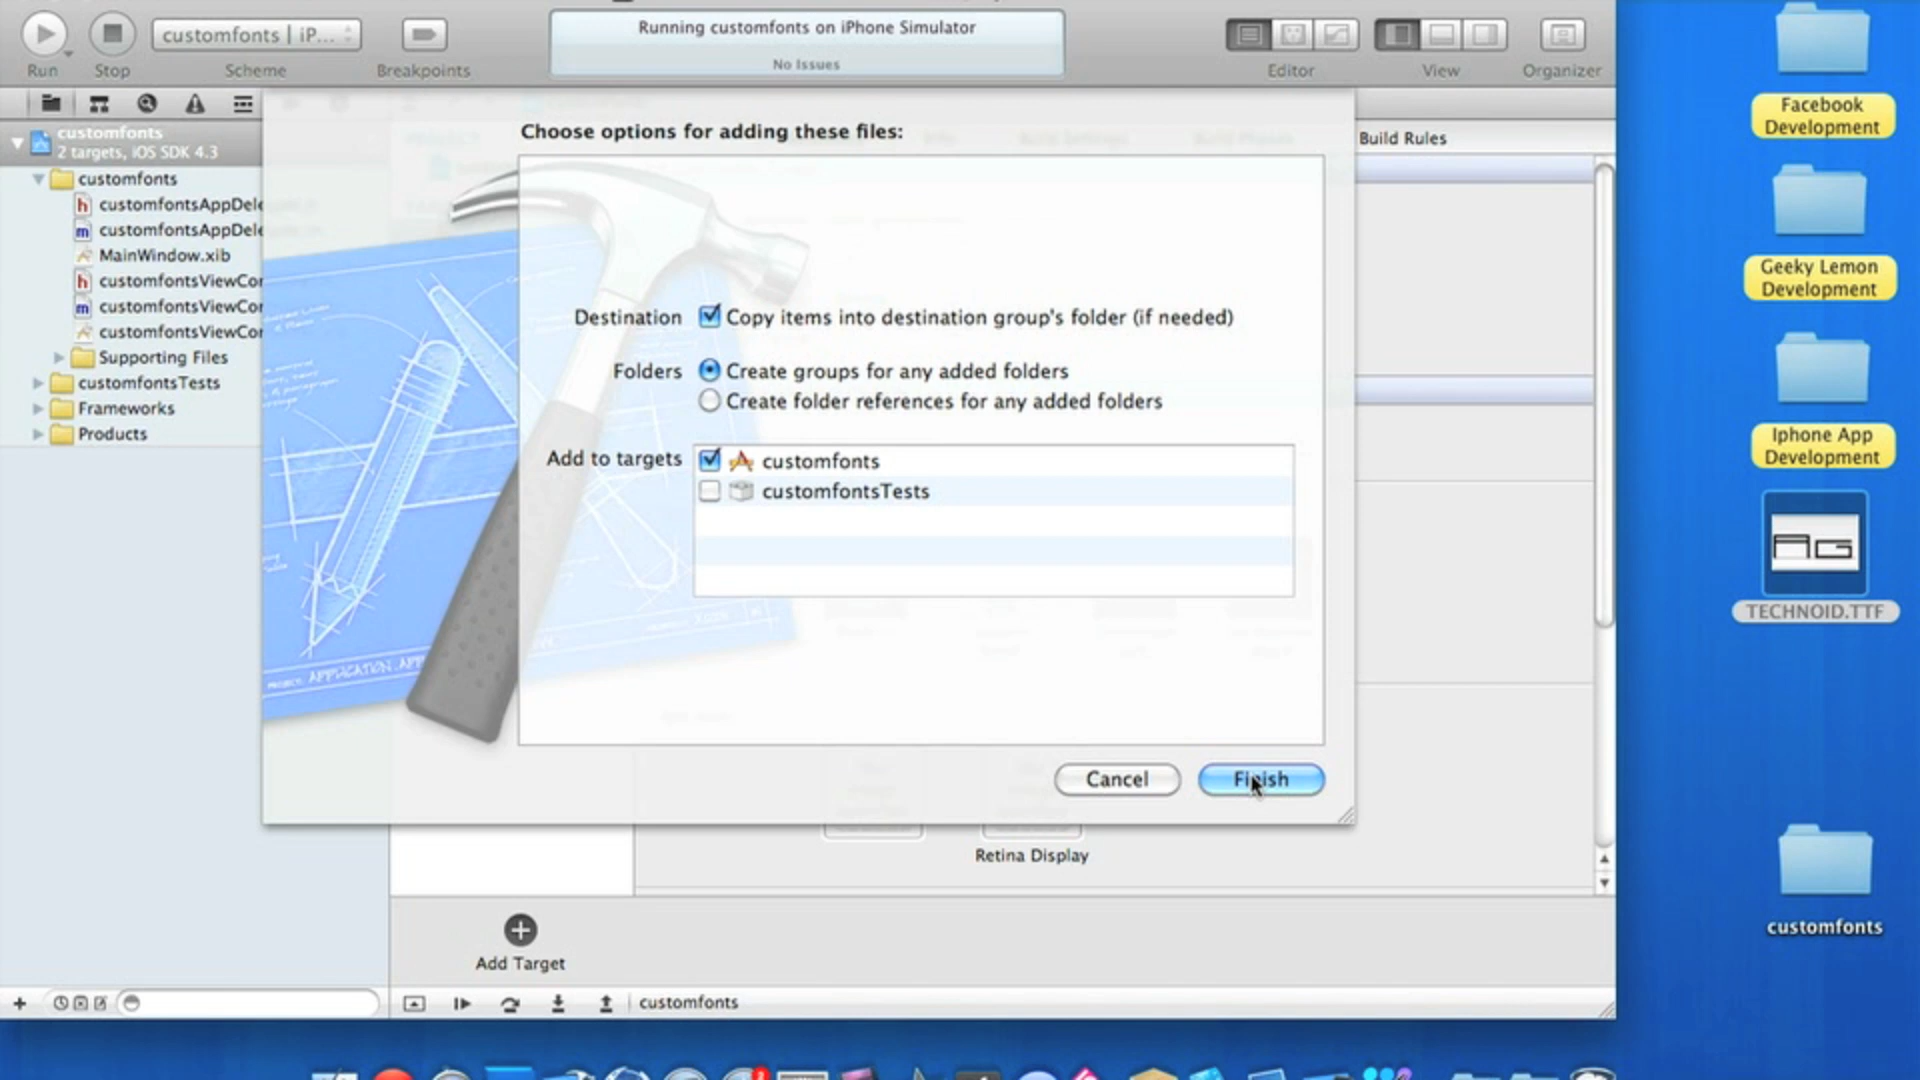 Running customfonts on iPhone Simulator
No Issues
customfonts | iP...
Run
Stop
Scheme
Breakpoints
Editor
View
Organizer
customfonts
2 targets, iOS SDK 4.3
customfonts
customfontsAppDele
customfontsAppDele
MainWindow.xib
customfontsViewCor
customfontsViewCor
customfontsViewCor
Supporting Files
customfontsTests
Frameworks
Products
Choose options for adding these files:
Build Rules
Destination
Copy items into destination group's folder (if needed)
Folders
Create groups for any added folders
Create folder references for any added folders
Add to targets
customfonts
customfontsTests
Cancel
Finish
Retina Display
Add Target
customfonts
Facebook
Development
Geeky Lemon
Development
Iphone App
Development
AG
TECHNOID.TTF
customfonts